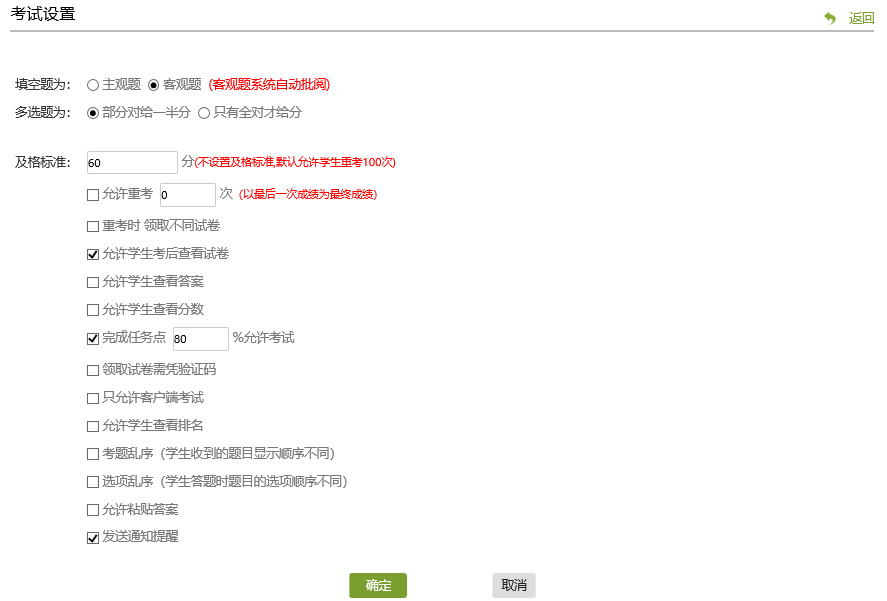 考试设置
返回
填空题为: 主观题 客观题 (客观题系统自动批阅)
多选题为: 部分对给一半分 只有全对才给分
及格标准: 60 分(不设置及格标准,默认允许学生重考100次)
允许重考 0 次 (以最后一次成绩为最终成绩)
重考时 领取不同试卷
允许学生考后查看试卷
允许学生查看答案
允许学生查看分数
完成任务点 80 %允许考试
领取试卷需凭验证码
只允许客户端考试
允许学生查看排名
考题乱序（学生收到的题目显示顺序不同）
选项乱序（学生答题时题目的选项顺序不同）
允许粘贴答案
发送通知提醒
确定 取消